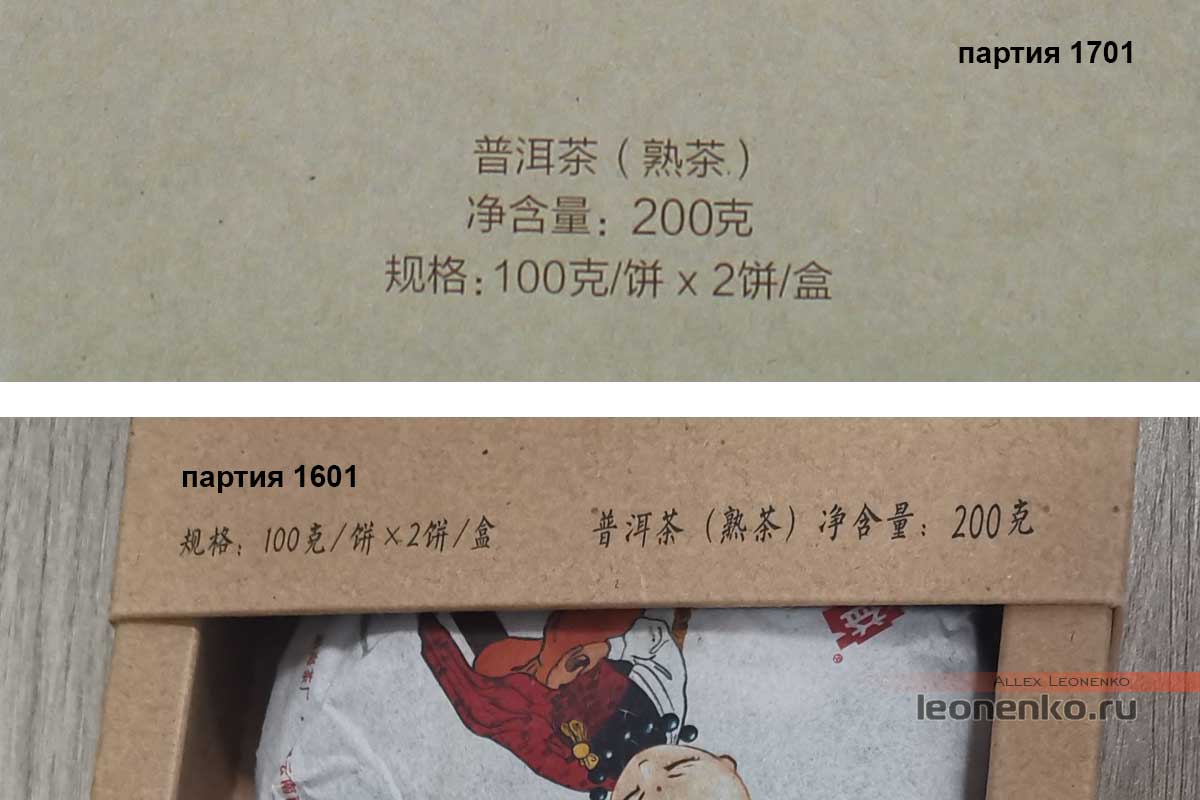 партия 1701
普洱茶（熟茶）
净含量：200克
规格：100克/饼 x 2饼/盒
партия 1601
规格：100克/饼×2饼/盒
普洱茶（熟茶）净含量：200克
益
®
ALLEX LEONENKO
leonenko.ru